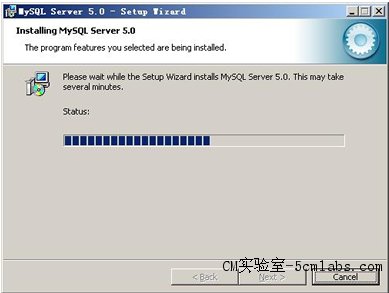 MySQL Server 5.0 - Setup Wizard
Installing MySQL Server 5.0
The program features you selected are being installed.
Please wait while the Setup Wizard installs MySQL Server 5.0. This may take
several minutes.
Status:
CM实验室-5cmlabs.com
< Back
Next >
Cancel